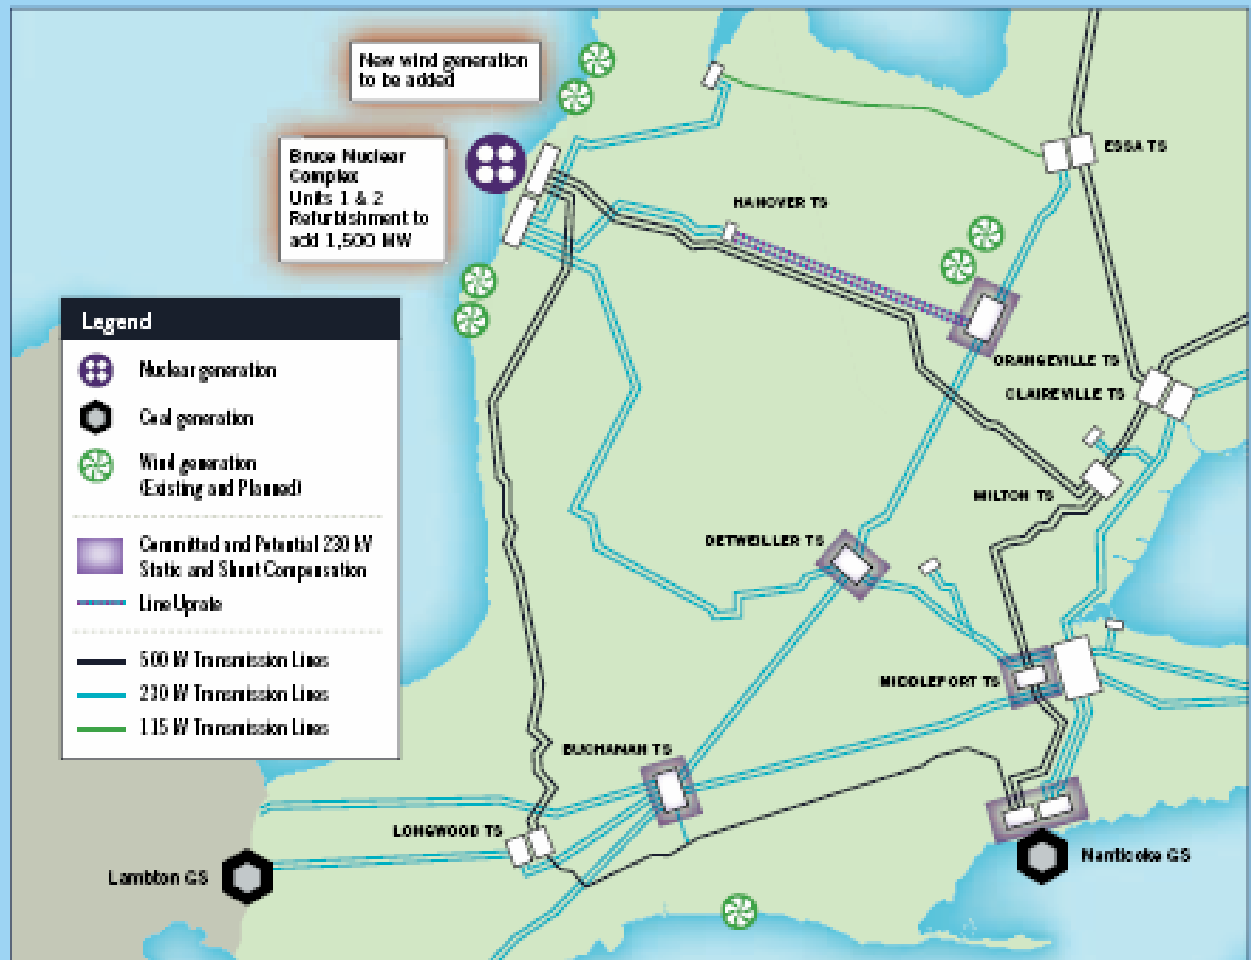 New wind generation
to be added
Bruce Nuclear
Complex
Units 1 & 2
Refurbishment to
add 1,500 MW
ESSA TS
HANOVER TS
Legend
Nuclear generation
Coal generation
Wind generation
(Existing and Planned)
Committed and Potential 230 kV
Static and Shunt Compensation
Line Uprate
500 kV Transmission Lines
230 kV Transmission Lines
115 kV Transmission Lines
ORANGEVILLE TS
CLAIREVILLE TS
MILTON TS
DETWEILLER TS
MIDDLEPORT TS
BUCHANAN TS
LONGWOOD TS
Lambton GS
Nanticoke GS